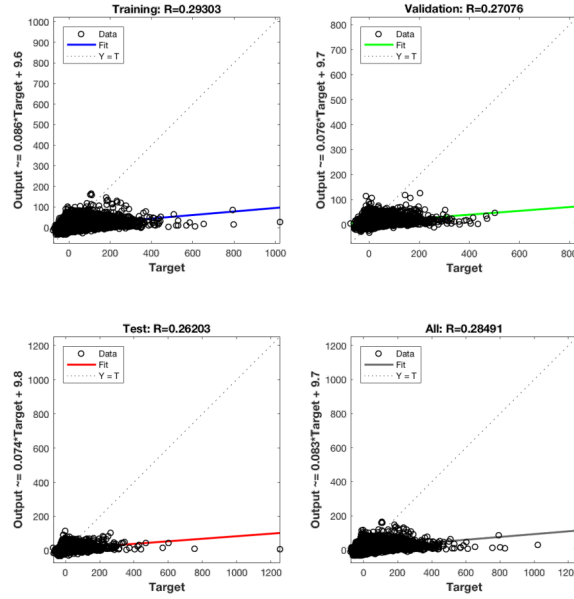 Training: R=0.29303
Output ~= 0.086*Target + 9.6
1000
900
800
700
600
500
400
300
200
100
0
Data
Fit
Y = T
0 200 400 600 800 1000
Target
Validation: R=0.27076
Output ~= 0.076*Target + 9.7
800
700
600
500
400
300
200
100
0
Data
Fit
Y = T
0 200 400 600 800
Target
Test: R=0.26203
Output ~= 0.074*Target + 9.8
1200
1000
800
600
400
200
0
Data
Fit
Y = T
0 200 400 600 800 1000 1200
Target
All: R=0.28491
Output ~= 0.083*Target + 9.7
1200
1000
800
600
400
200
0
Data
Fit
Y = T
0 200 400 600 800 1000 1200
Target